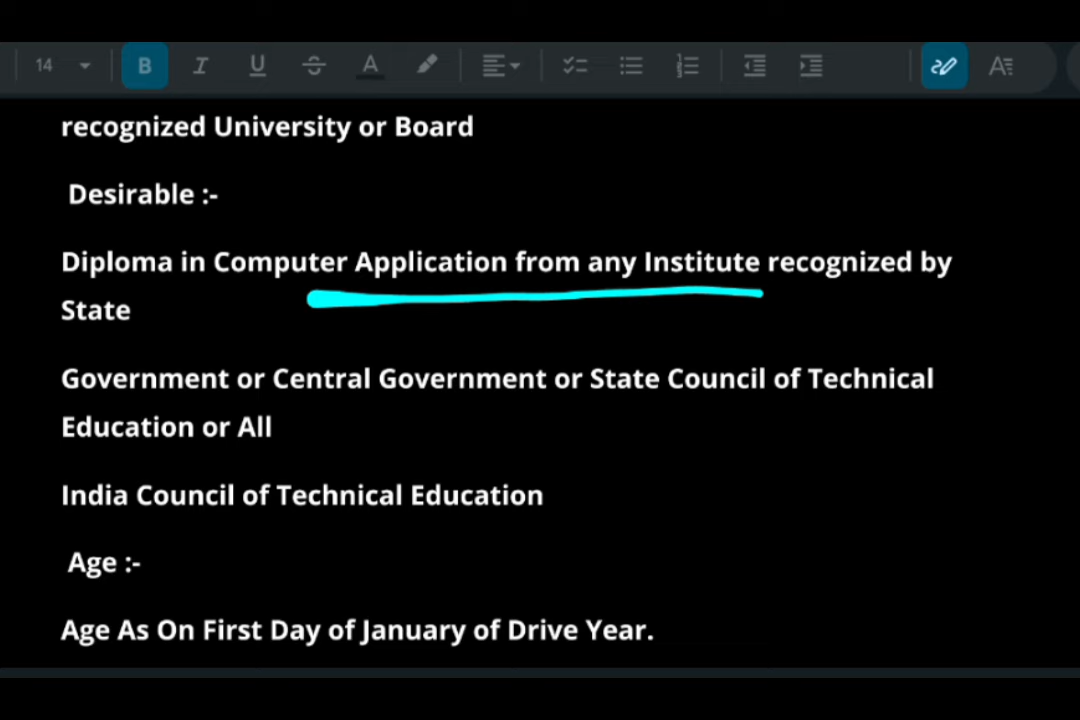 14 B I U S A
recognized University or Board
Desirable :-
Diploma in Computer Application from any Institute recognized by
State
Government or Central Government or State Council of Technical
Education or All
India Council of Technical Education
Age :-
Age As On First Day of January of Drive Year.